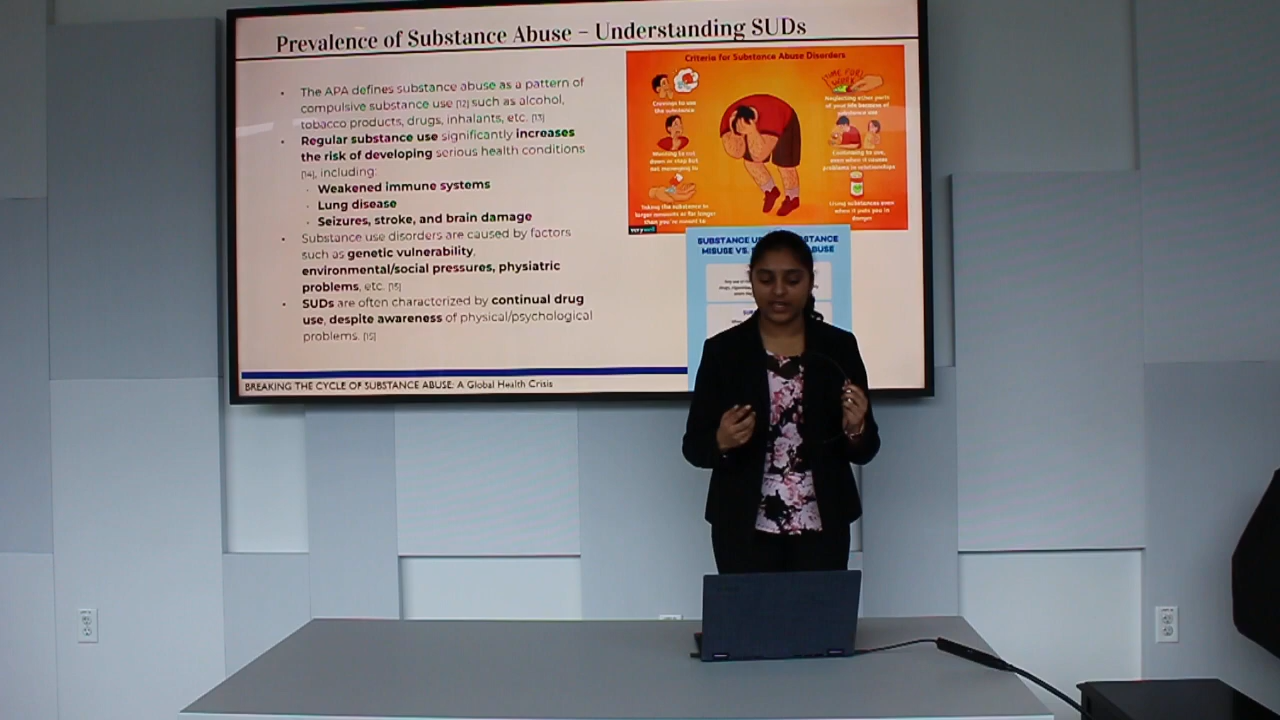 Prevalence of Substance Abuse – Understanding SUDs
The APA defines substance abuse as a pattern of
compulsive substance use [12] such as alcohol,
tobacco products, drugs, inhalants, etc. [13]
Regular substance use significantly increases
the risk of developing serious health conditions
[14], including:
Weakened immune systems
Lung disease
Seizures, stroke, and brain damage
Substance use disorders are caused by factors
such as genetic vulnerability,
environmental/social pressures, physiatric
problems, etc. [15]
SUDs are often characterized by continual drug
use, despite awareness of physical/psychological
problems. [15]
BREAKING THE CYCLE OF SUBSTANCE ABUSE: A Global Health Crisis
Criteria for Substance Abuse Disorders
Cravings to use
the substance
Wanting to cut
down or stop but
not managing to
Taking the substance in
larger amounts or for longer
than you're meant to
verywell
TIME FOR
WORK
Neglecting other parts
of your life because of
substance use
Continuing to use,
even when it causes
problems in relationships
Using substances even
when it puts you in
danger
SUBSTANCE
MISUSE VS.